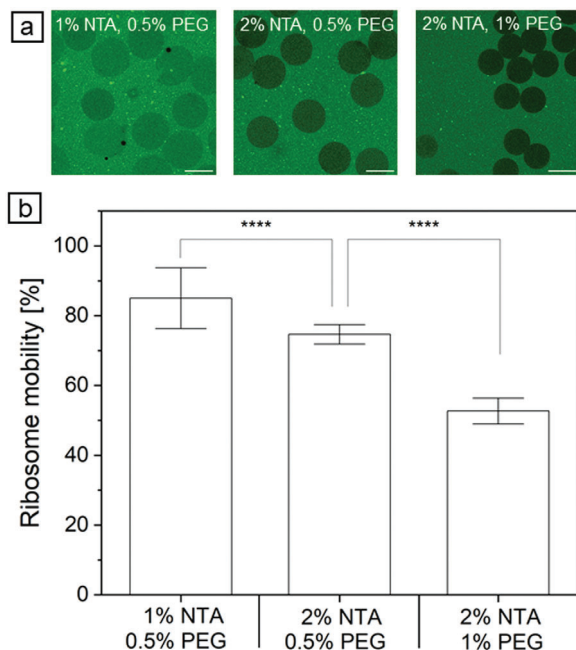 a
1% NTA, 0.5% PEG
2% NTA, 0.5% PEG
2% NTA, 1% PEG
b
Ribosome mobility [%]
100
80
60
40
20
0
****
****
1% NTA
0.5% PEG
2% NTA
0.5% PEG
2% NTA
1% PEG